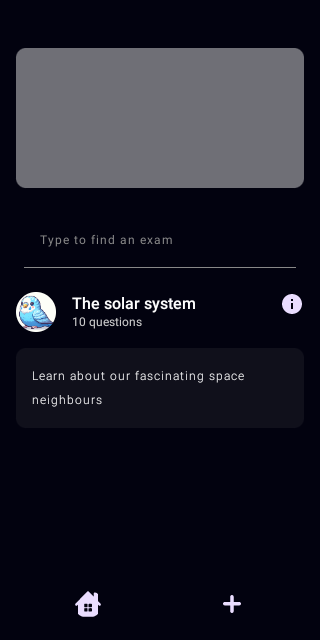 Type to find an exam
The solar system
10 questions
Learn about our fascinating space
neighbours